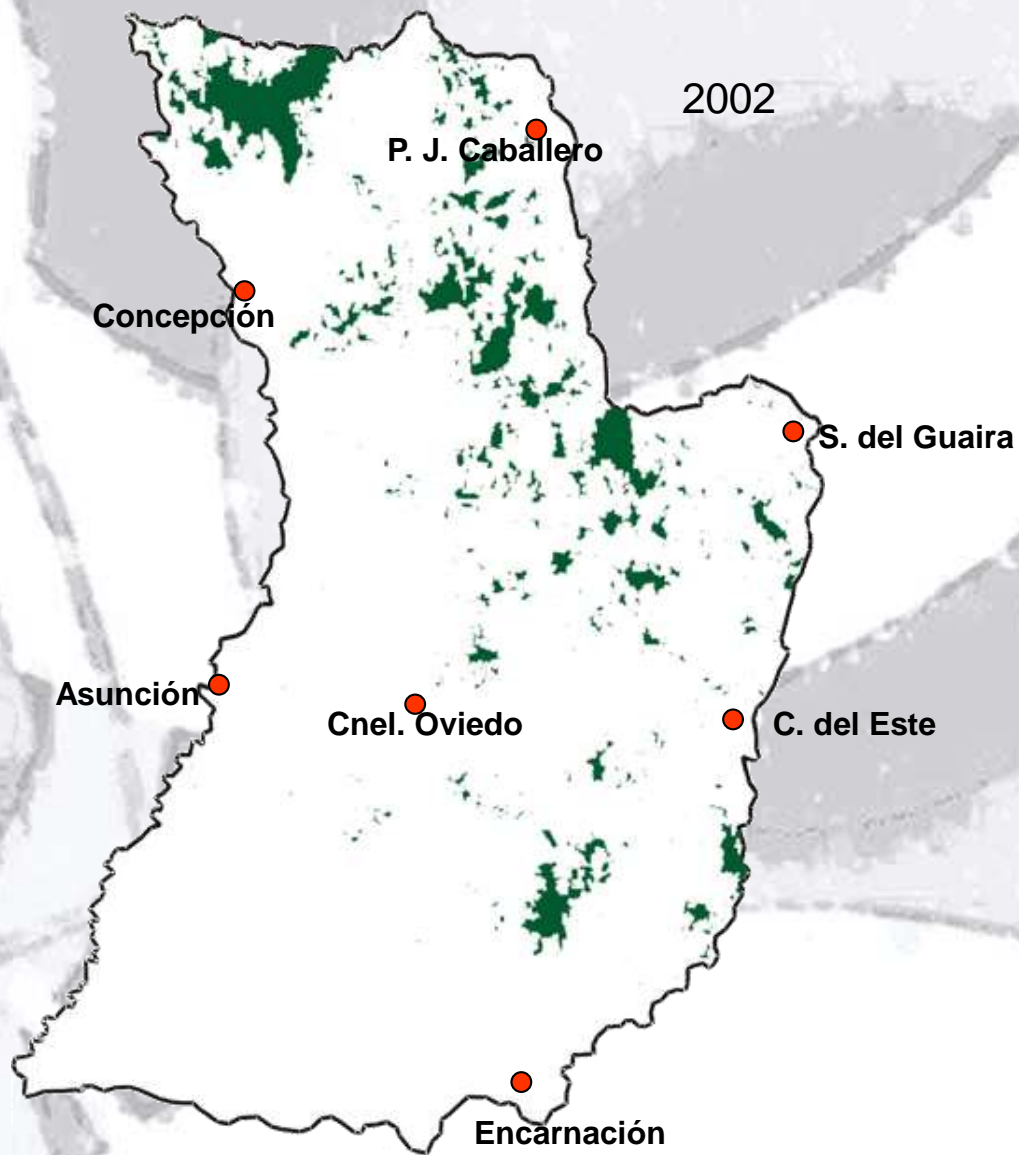 2002
P. J. Caballero
Concepción
S. del Guaira
Asunción
Cnel. Oviedo
C. del Este
Encarnación